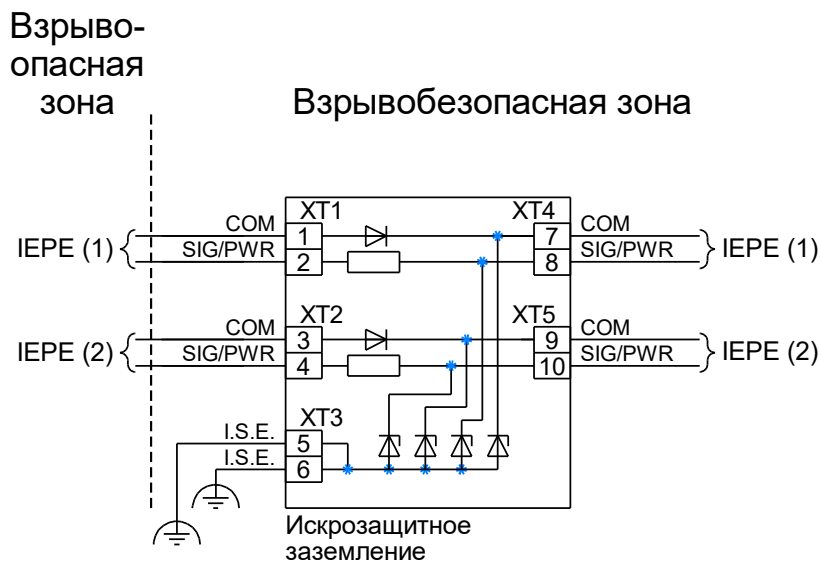 Взрыво-
опасная
зона
Взрывобезопасная зона
XT1
XT4
IEPE (1)
COM
1
7
COM
IEPE (1)
SIG/PWR
2
8
SIG/PWR
XT2
XT5
IEPE (2)
COM
3
9
COM
IEPE (2)
SIG/PWR
4
10
SIG/PWR
XT3
I.S.E.
5
I.S.E.
6
Искрозащитное
заземление